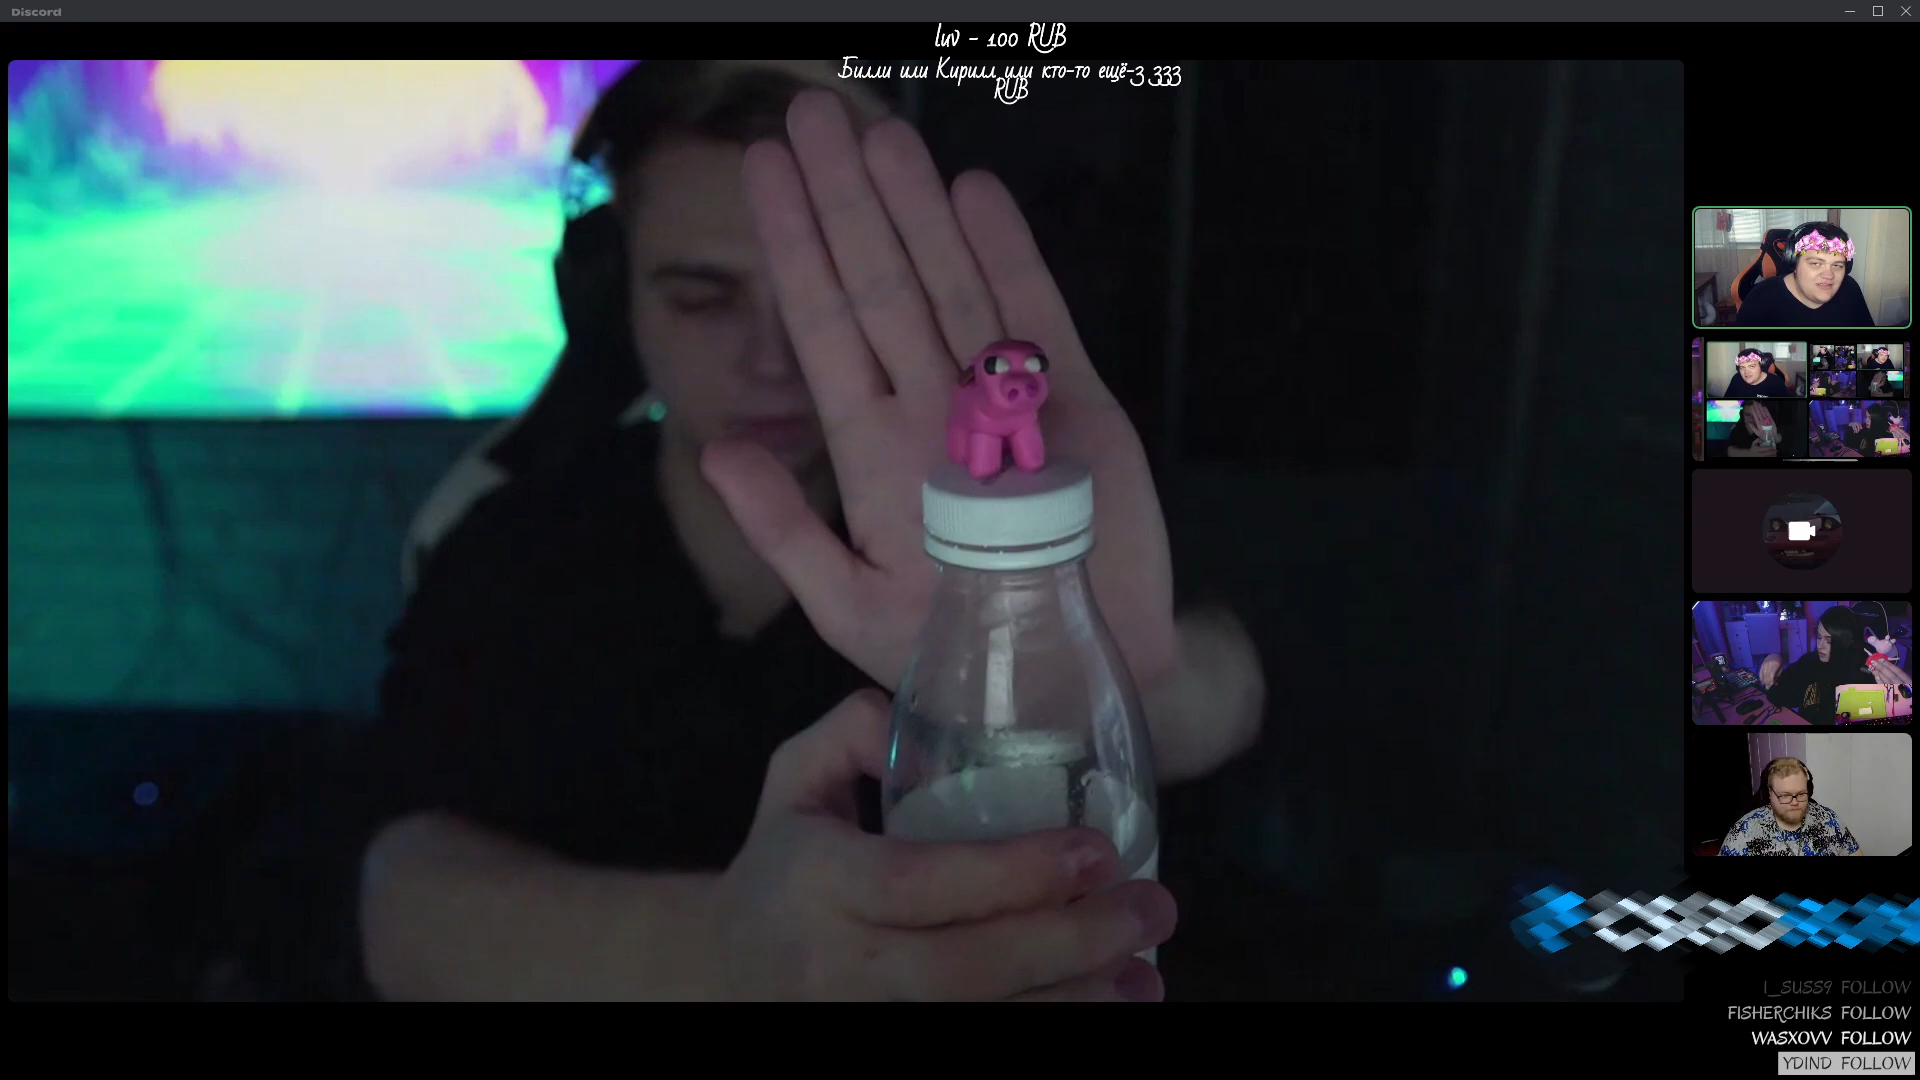 Discord
luv - 100 RUB
Билли или Кирилл или кто-то ещё-3 333
RUB
I_SUSS9 FOLLOW
FISHERCHIKS FOLLOW
WASXOVV FOLLOW
YDIND FOLLOW